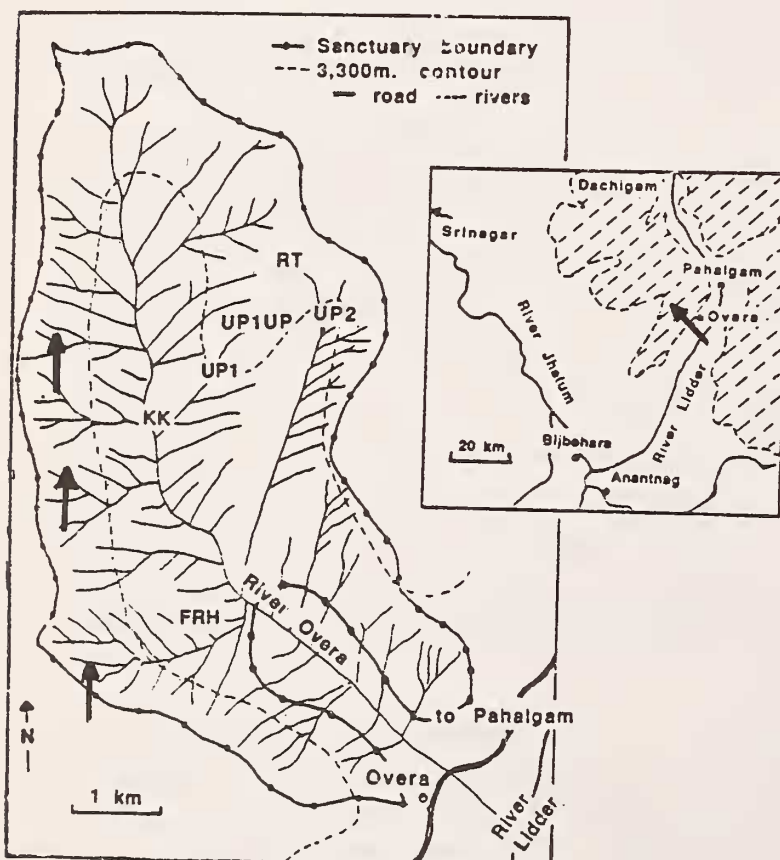 Sanctuary boundary
3,300m. contour
road rivers
Dachigam
Srinagar
Pahalgam
Overa
River Jhelum
River Lidder
20 km
Bijbehara
Anantnag
RT
UP1UP
UP2
UP1
KK
River Overa
FRH
to Pahalgam
N
Overa
1 km
River
Lidder